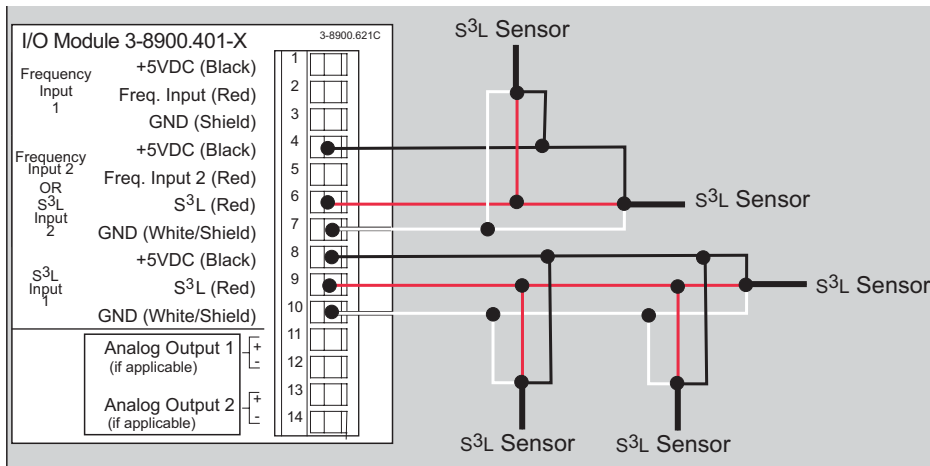 I/O Module 3-8900.401-X
3-8900.621C
Frequency
Input
1
+5VDC (Black)
Freq. Input (Red)
GND (Shield)
Frequency
Input 2
OR
S³L
Input
2
+5VDC (Black)
Freq. Input 2 (Red)
S³L (Red)
GND (White/Shield)
S³L
Input
1
+5VDC (Black)
S³L (Red)
GND (White/Shield)
Analog Output 1
(if applicable)
+
-
Analog Output 2
(if applicable)
+
-
1
2
3
4
5
6
7
8
9
10
11
12
13
14
S³L Sensor
S³L Sensor
S³L Sensor
S³L Sensor
S³L Sensor